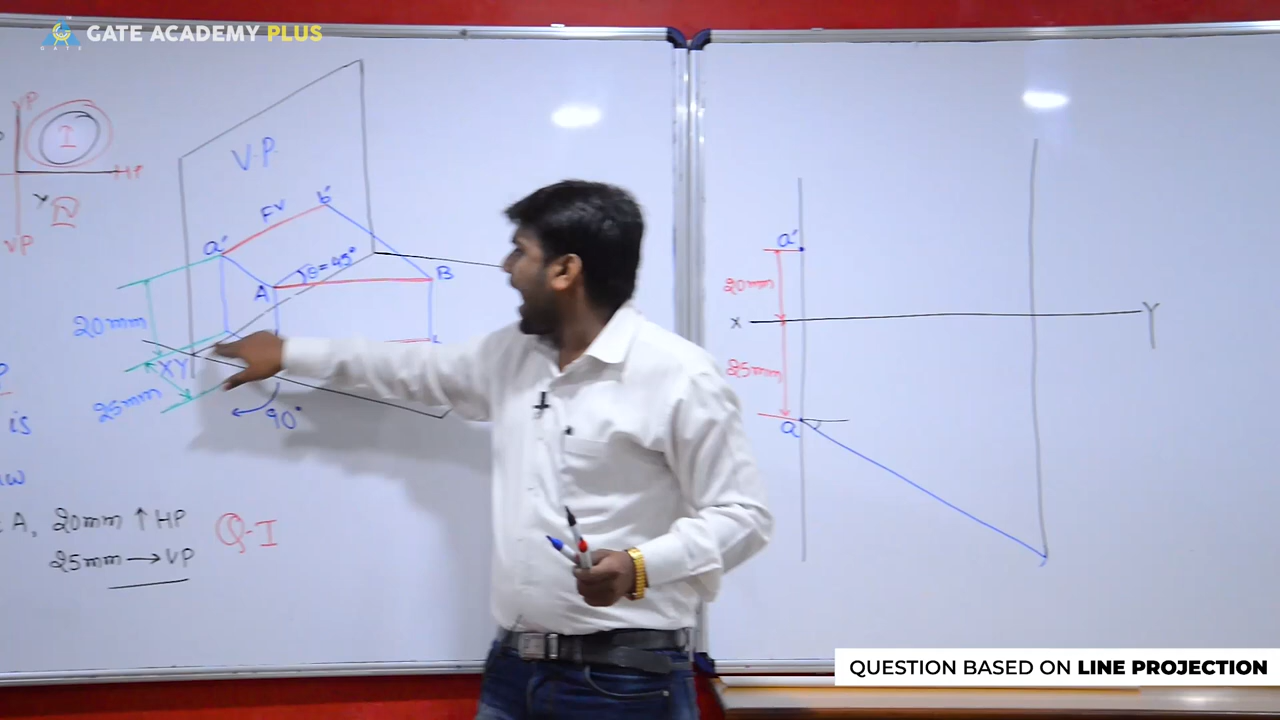 GATE ACADEMY PLUS
GATE
VP
I
HP
VP
V.P.
FV
b'
a'
θ=45°
A
B
20mm
XY
25mm
90°
is
A, 20mm ↑ HP
25mm → VP
Q-I
a'
20mm
X
Y
25mm
a
QUESTION BASED ON LINE PROJECTION